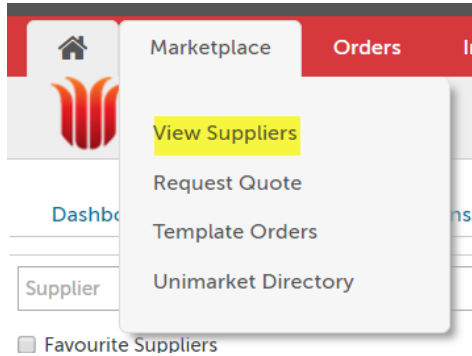 Marketplace Orders
View Suppliers
Request Quote
Template Orders
Unimarket Directory
Supplier
Favourite Suppliers